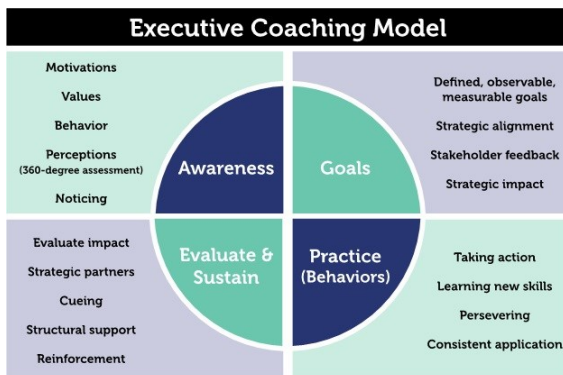 Executive Coaching Model
Motivations
Values
Behavior
Perceptions
(360-degree assessment)
Noticing
Awareness
Goals
Defined, observable,
measurable goals
Strategic alignment
Stakeholder feedback
Strategic impact
Evaluate impact
Strategic partners
Cueing
Structural support
Reinforcement
Evaluate &
Sustain
Practice
(Behaviors)
Taking action
Learning new skills
Persevering
Consistent application